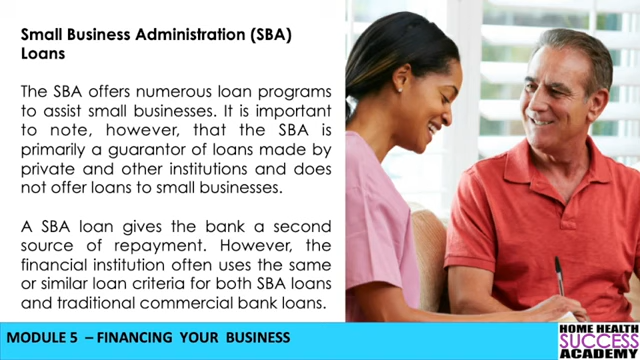 Small Business Administration (SBA)
Loans
The SBA offers numerous loan programs
to assist small businesses. It is important
to note, however, that the SBA is
primarily a guarantor of loans made by
private and other institutions and does
not offer loans to small businesses.
A SBA loan gives the bank a second
source of repayment. However, the
financial institution often uses the same
or similar loan criteria for both SBA loans
and traditional commercial bank loans.
MODULE 5 – FINANCING YOUR BUSINESS
HOME HEALTH
SUCCESS
ACADEMY